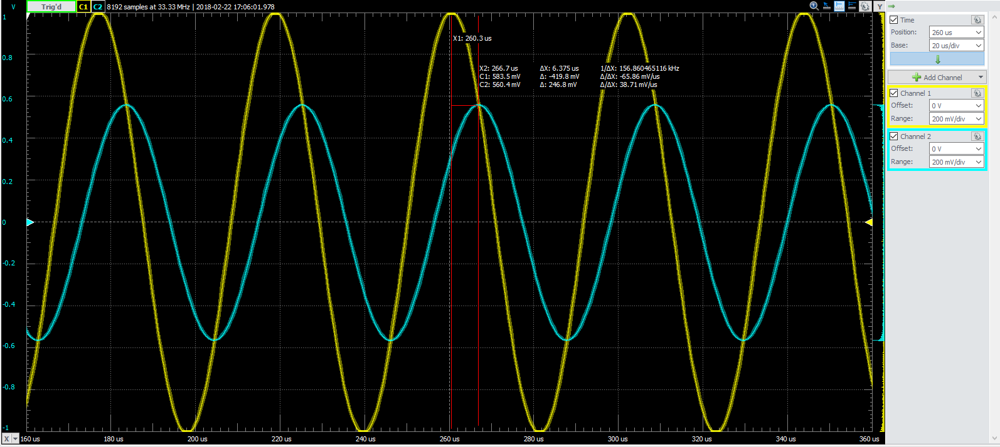 V Trig'd C1 C2 8192 samples at 33.33 MHz | 2018-02-22 17:06:01.978 Y
1
0.8
0.6
0.4
0.2
0
-0.2
-0.4
-0.6
-0.8
-1
X1: 260.3 us
X2: 266.7 us ΔX: 6.375 us 1/ΔX: 156.860465116 kHz
C1: 583.5 mV Δ: -419.8 mV Δ/ΔX: -65.86 mV/us
C2: 560.4 mV Δ: 246.8 mV Δ/ΔX: 38.71 mV/us
X 160 us 180 us 200 us 220 us 240 us 260 us 280 us 300 us 320 us 340 us 360 us
Time
Position: 260 us
Base: 20 us/div
Add Channel
Channel 1
Offset: 0 V
Range: 200 mV/div
Channel 2
Offset: 0 V
Range: 200 mV/div